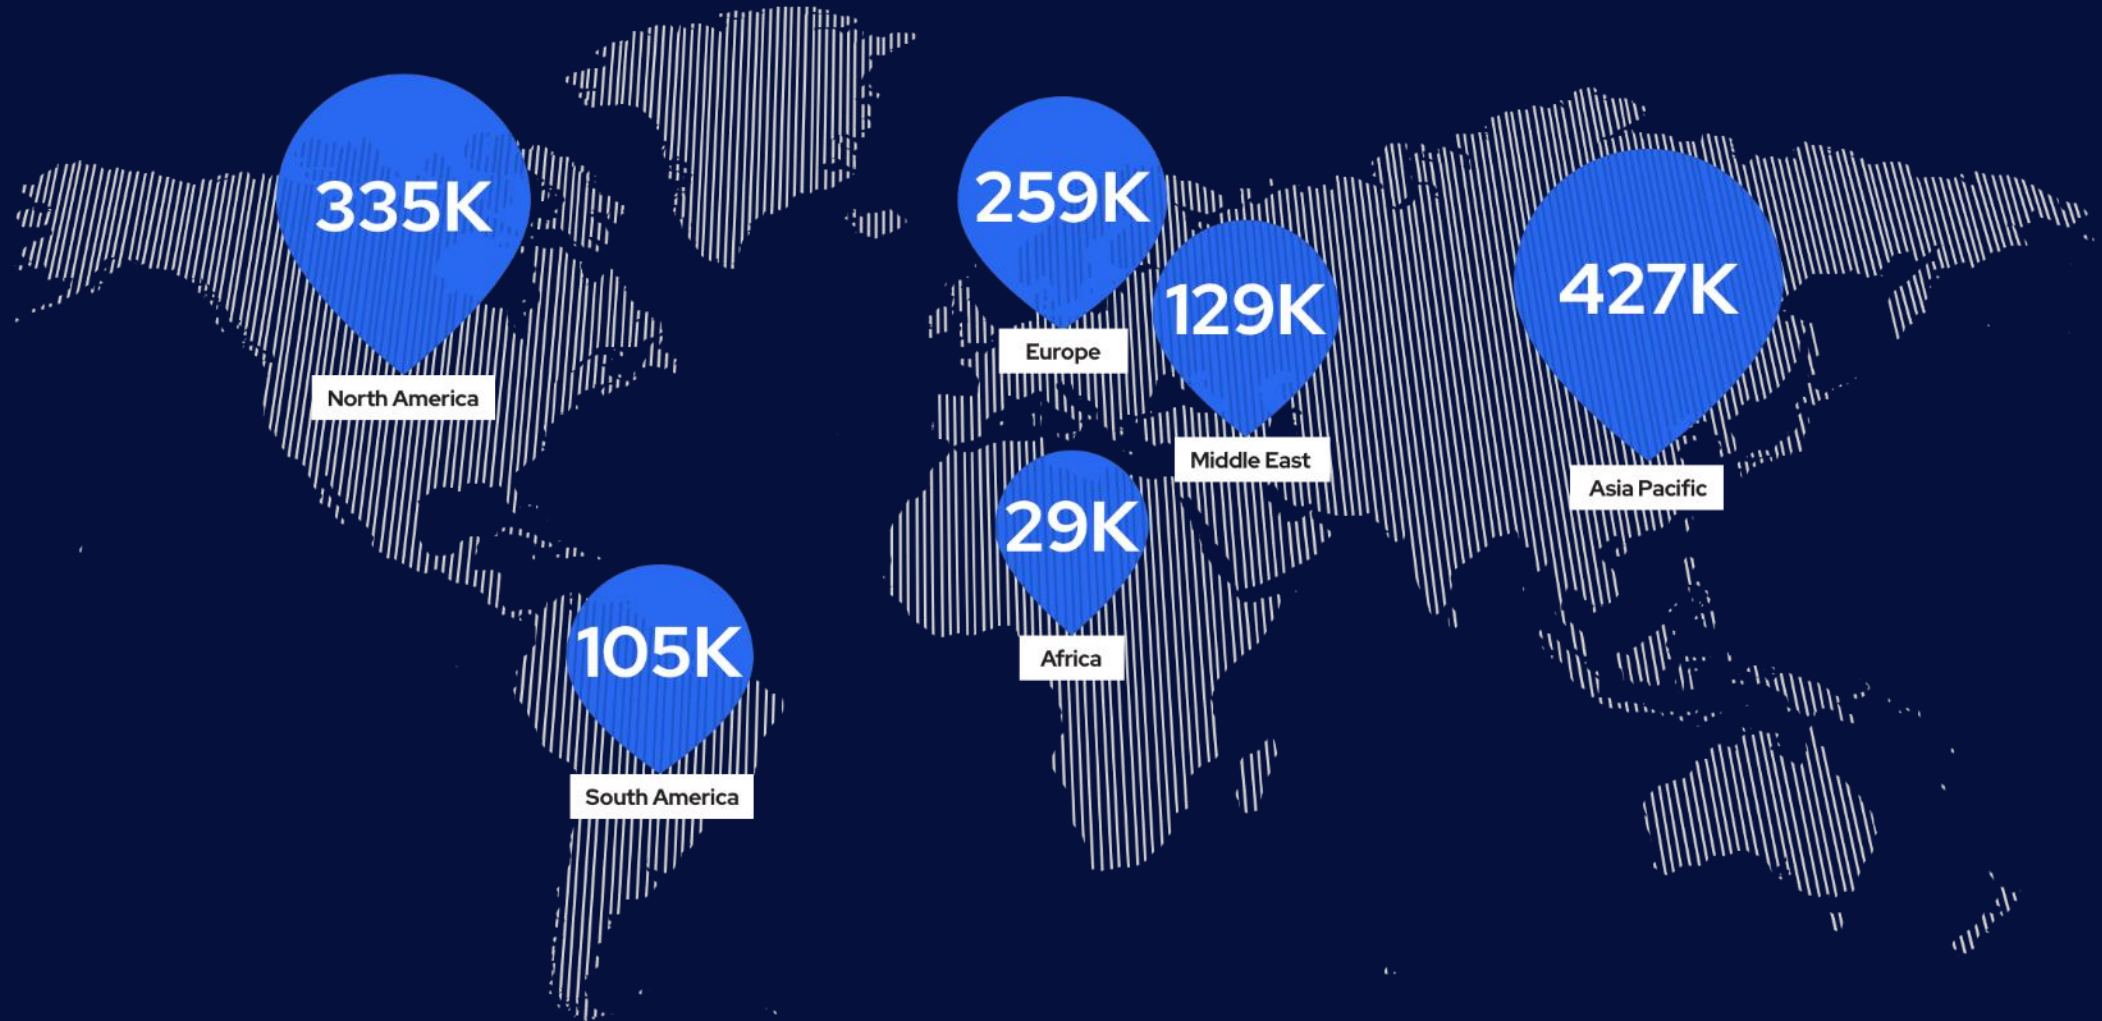 335K
North America
259K
Europe
129K
Middle East
427K
Asia Pacific
29K
Africa
105K
South America